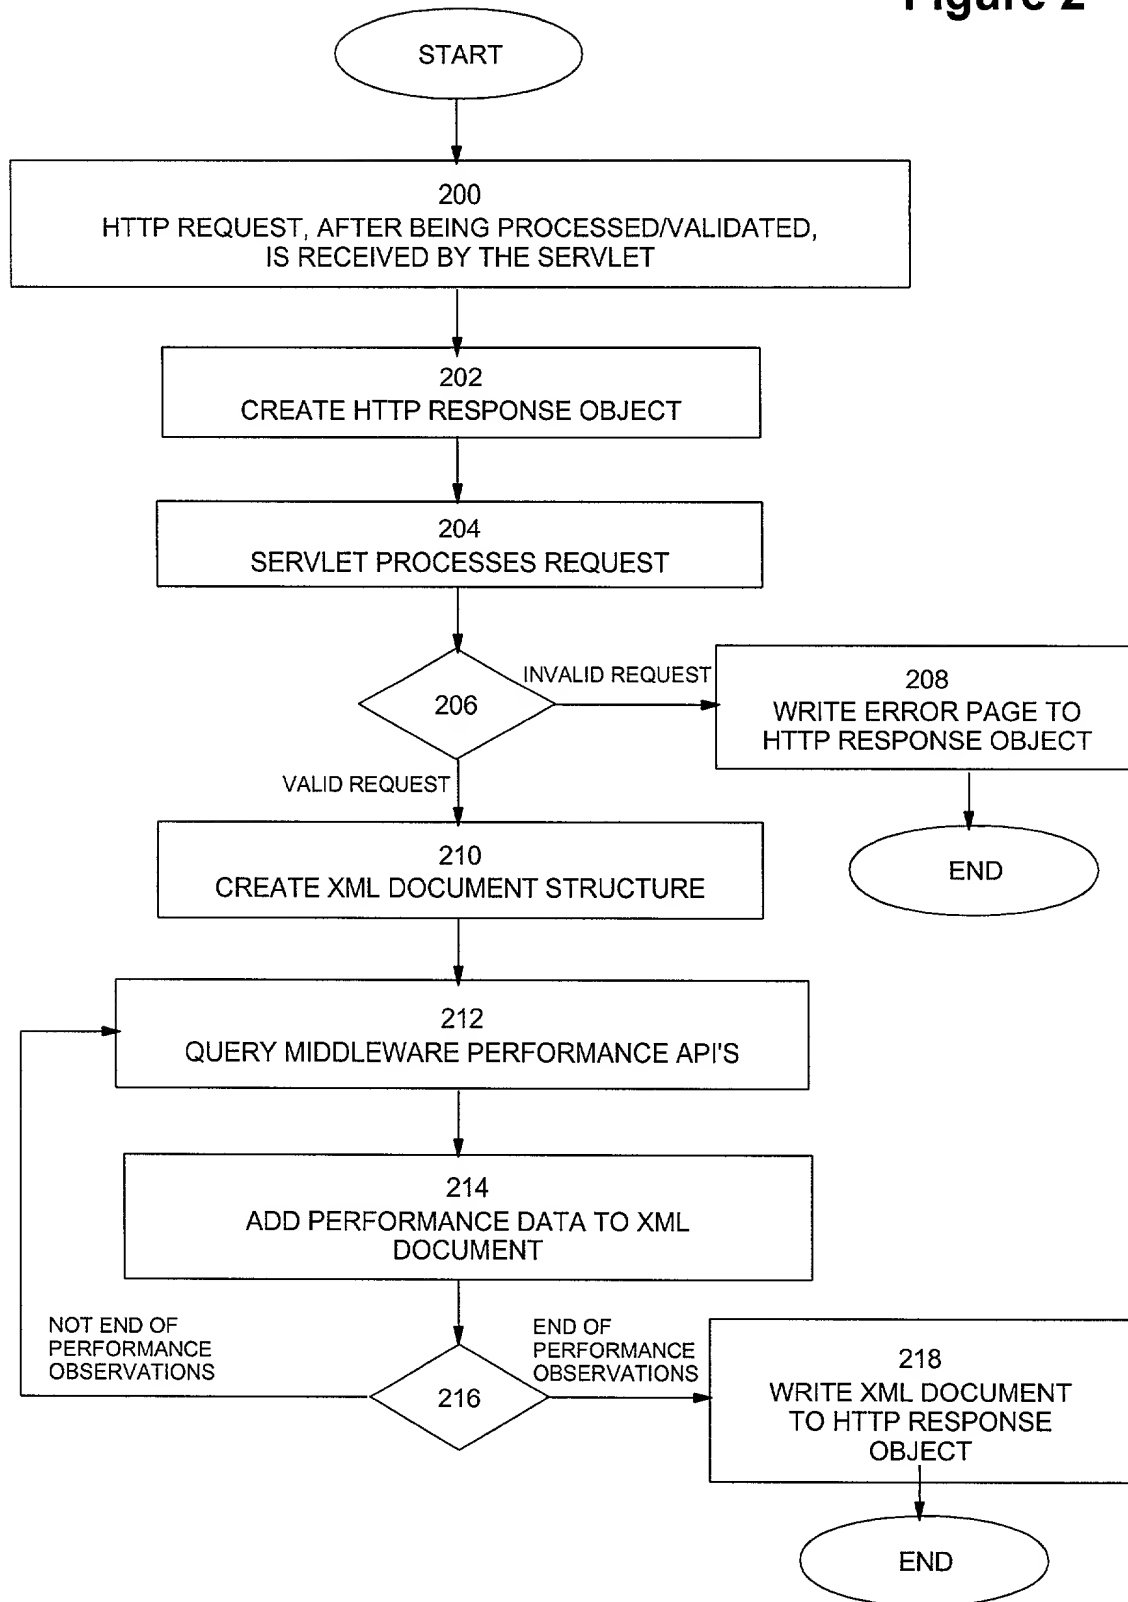 Figure 2
START
200
HTTP REQUEST, AFTER BEING PROCESSED/VALIDATED,
IS RECEIVED BY THE SERVLET
202
CREATE HTTP RESPONSE OBJECT
204
SERVLET PROCESSES REQUEST
206
INVALID REQUEST
208
WRITE ERROR PAGE TO
HTTP RESPONSE OBJECT
END
VALID REQUEST
210
CREATE XML DOCUMENT STRUCTURE
212
QUERY MIDDLEWARE PERFORMANCE API'S
214
ADD PERFORMANCE DATA TO XML
DOCUMENT
NOT END OF
PERFORMANCE
OBSERVATIONS
216
END OF
PERFORMANCE
OBSERVATIONS
218
WRITE XML DOCUMENT
TO HTTP RESPONSE
OBJECT
END